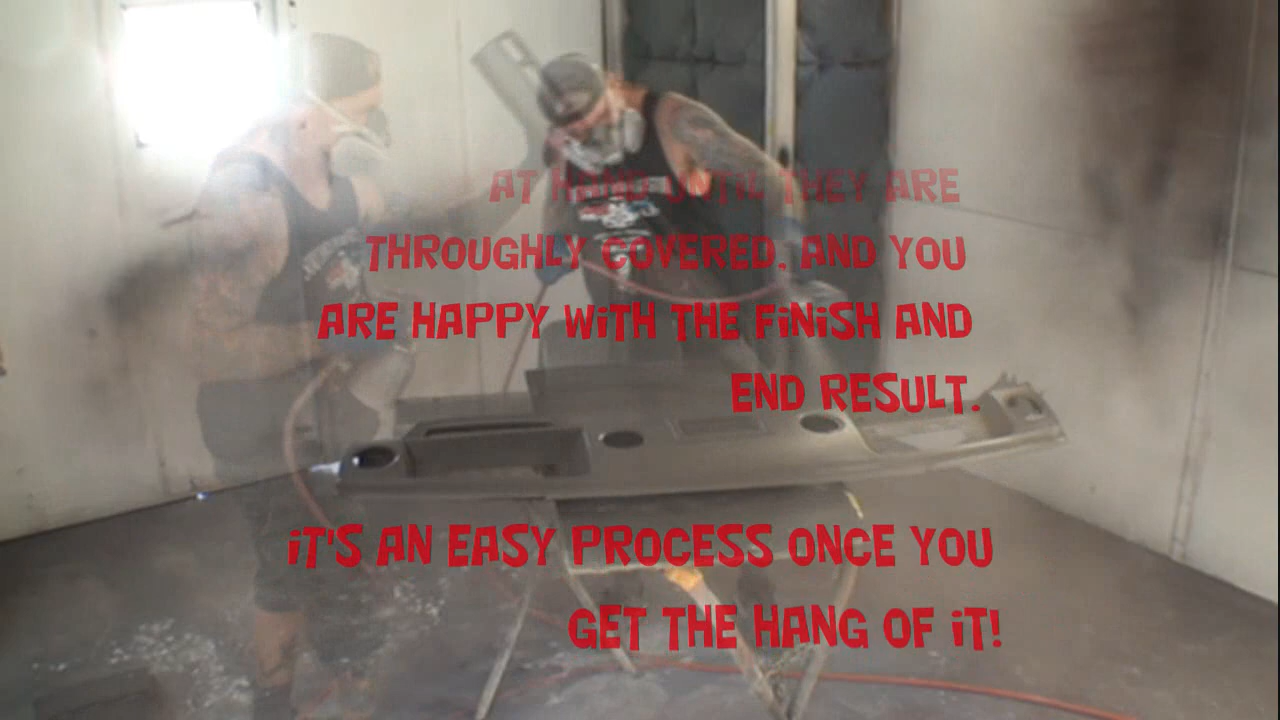 AT HAND UNTIL THEY ARE
THROUGHLY COVERED, AND YOU
ARE HAPPY WiTH THE FiNiSH AND
END RESULT.
iT'S AN EASY PROCESS ONCE YOU
GET THE HANG OF iT!